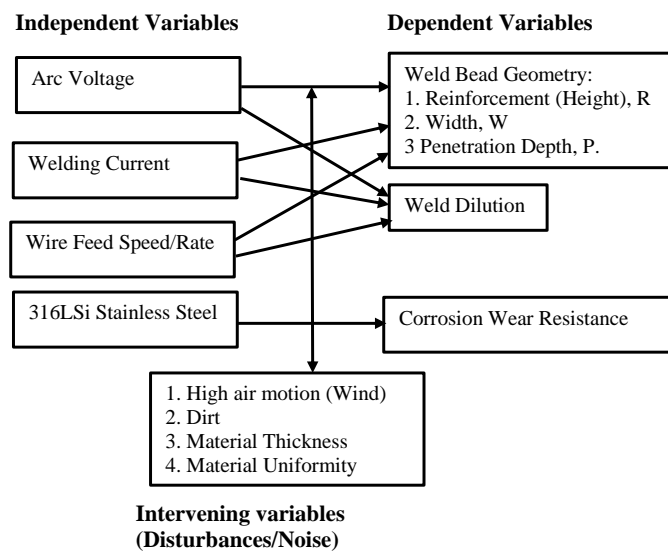 Independent Variables
Dependent Variables
Arc Voltage
Welding Current
Wire Feed Speed/Rate
316LSi Stainless Steel
Weld Bead Geometry:
1. Reinforcement (Height), R
2. Width, W
3 Penetration Depth, P.
Weld Dilution
Corrosion Wear Resistance
1. High air motion (Wind)
2. Dirt
3. Material Thickness
4. Material Uniformity
Intervening variables
(Disturbances/Noise)